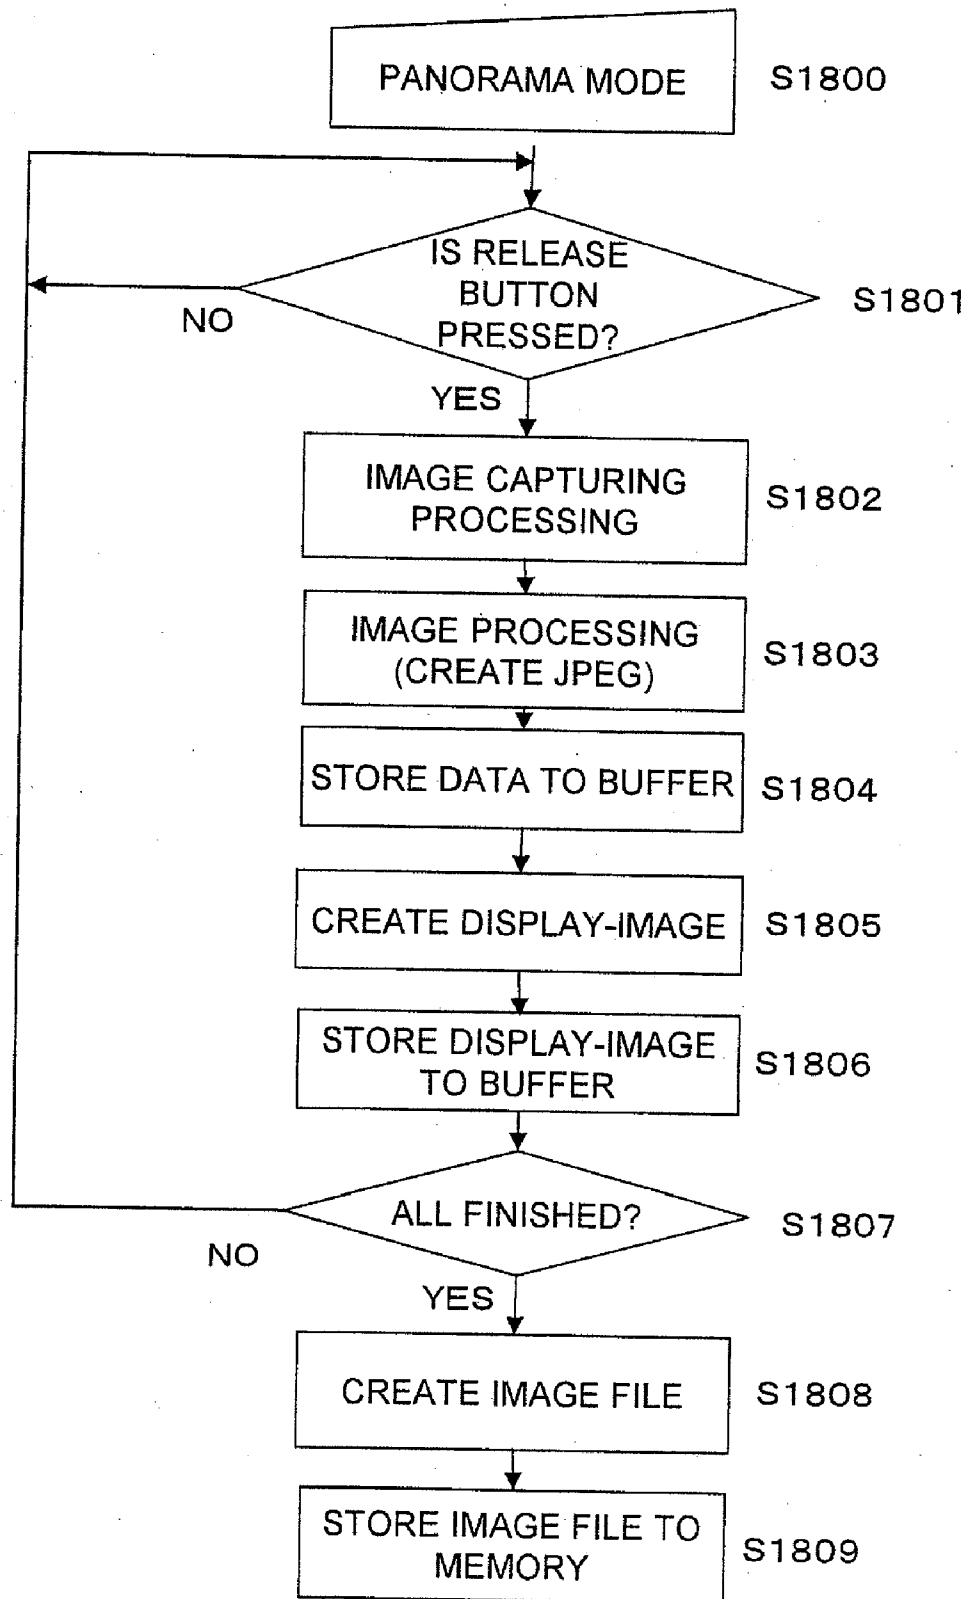 PANORAMA MODE S1800
IS RELEASE
BUTTON
PRESSED?
S1801
NO
YES
IMAGE CAPTURING
PROCESSING
S1802
IMAGE PROCESSING
(CREATE JPEG)
S1803
STORE DATA TO BUFFER S1804
CREATE DISPLAY-IMAGE S1805
STORE DISPLAY-IMAGE
TO BUFFER
S1806
ALL FINISHED? S1807
NO
YES
CREATE IMAGE FILE S1808
STORE IMAGE FILE TO
MEMORY
S1809